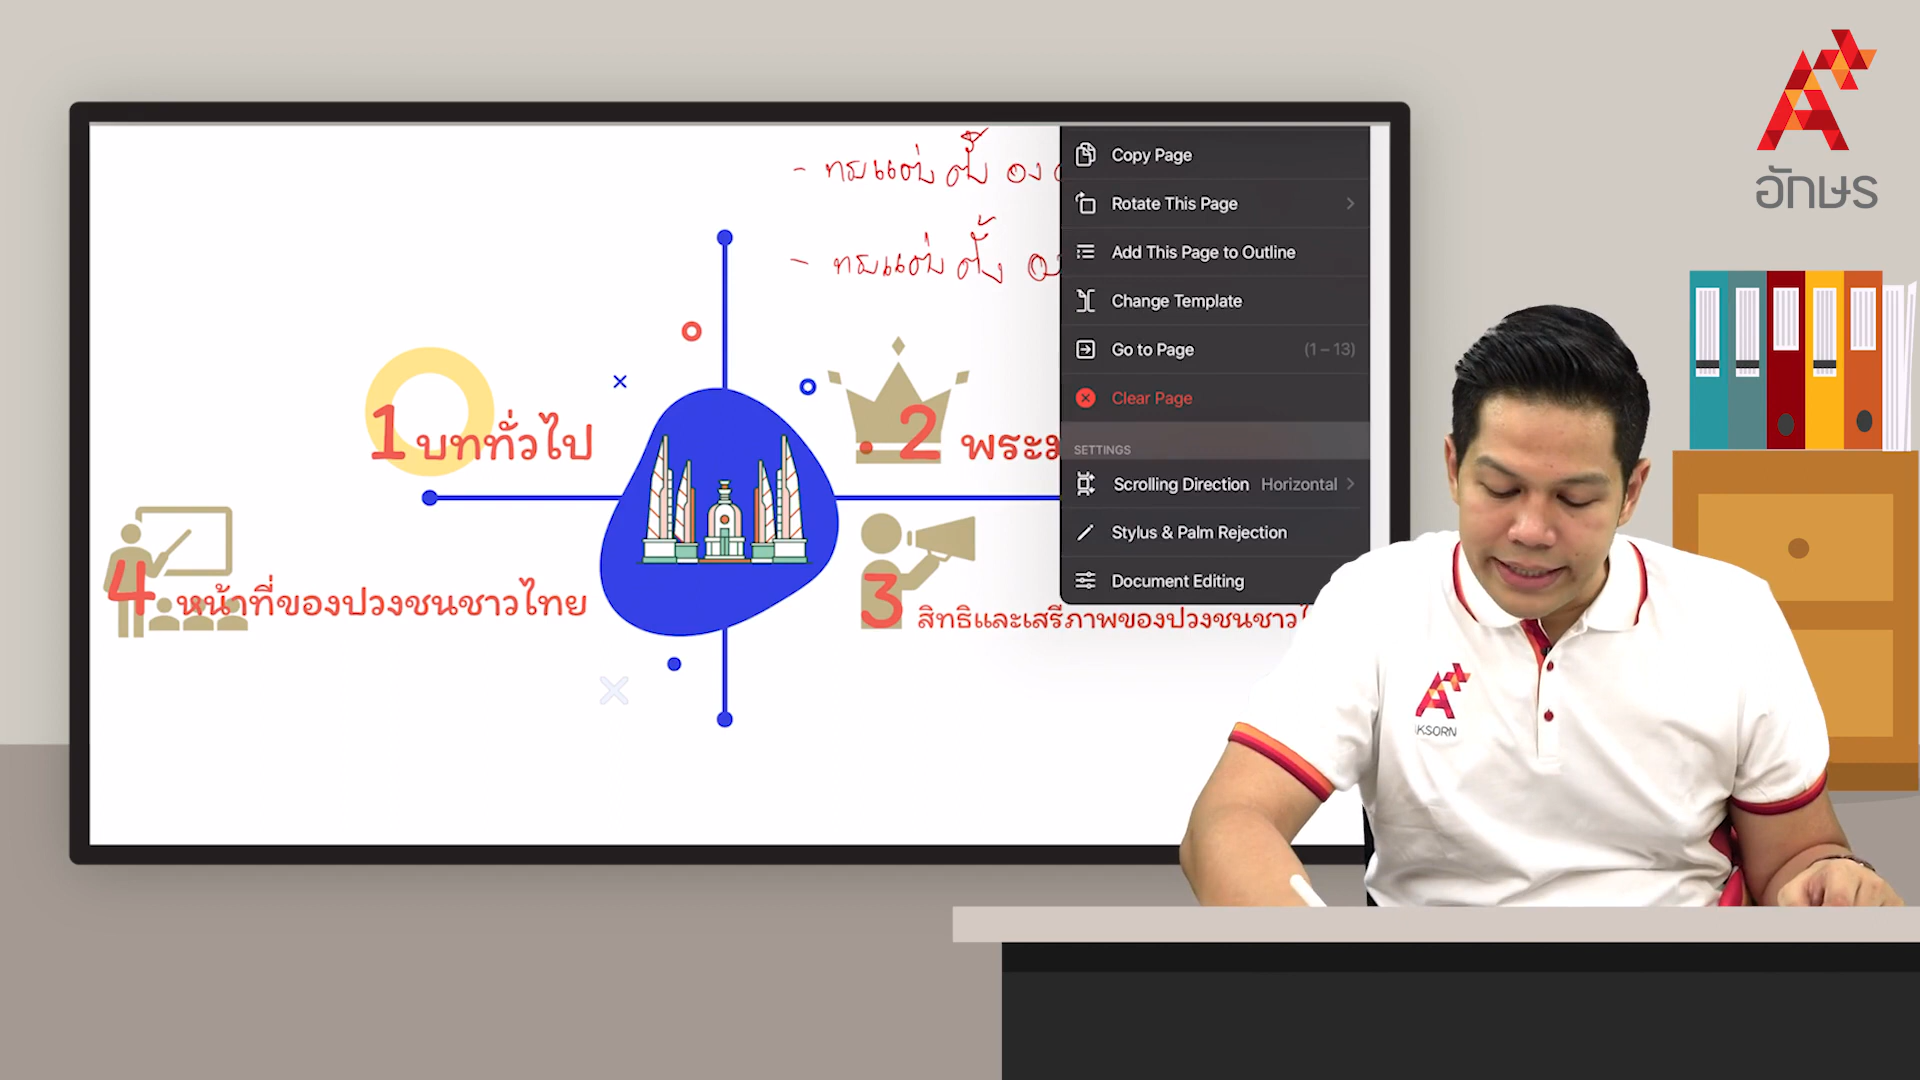 อักษร
- ทรงแต่งตั้ง อง
- ทรงแต่งตั้ง
Copy Page
Rotate This Page
Add This Page to Outline
Change Template
Go to Page (1 – 13)
Clear Page
SETTINGS
Scrolling Direction Horizontal
Stylus & Palm Rejection
Document Editing
1 บททั่วไป
2 พระม
4 หน้าที่ของปวงชนชาวไทย
3 สิทธิและเสรีภาพของปวงชนชาว
AKSORN